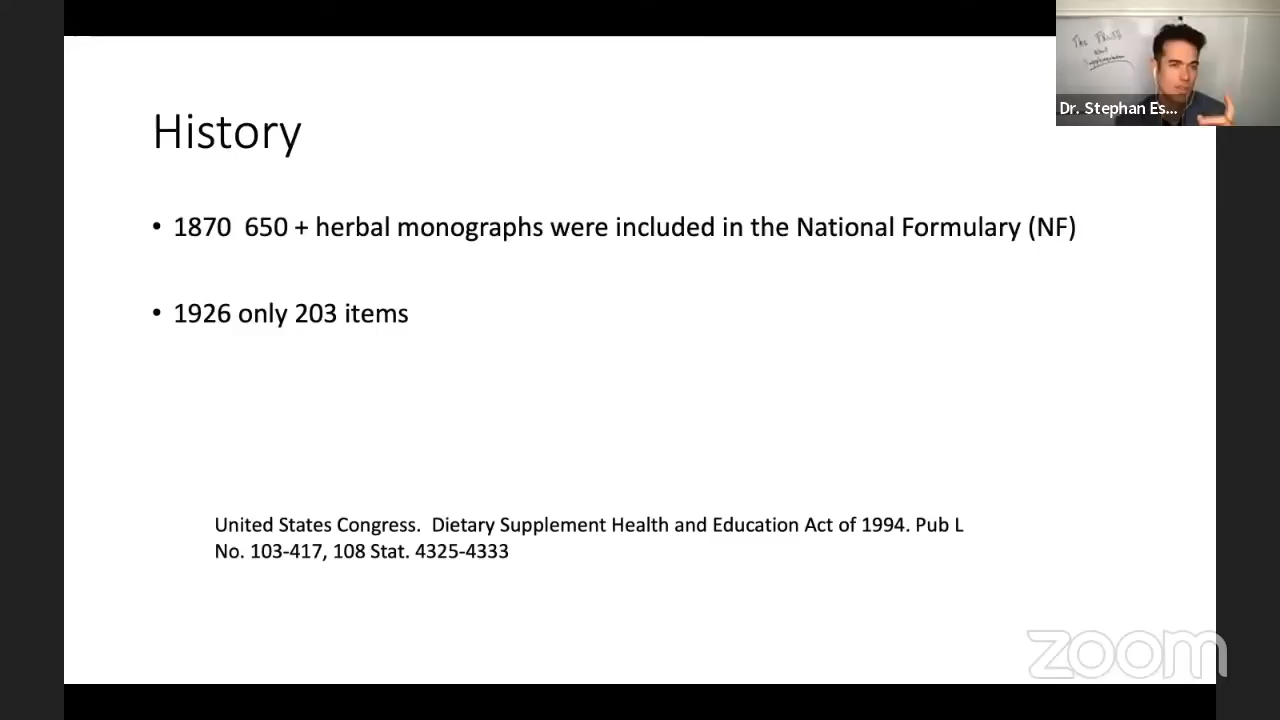 History
• 1870  650 + herbal monographs were included in the National Formulary (NF)
• 1926 only 203 items
United States Congress.  Dietary Supplement Health and Education Act of 1994. Pub L
No. 103-417, 108 Stat. 4325-4333
The
Dr. Stephan Es...
zoom